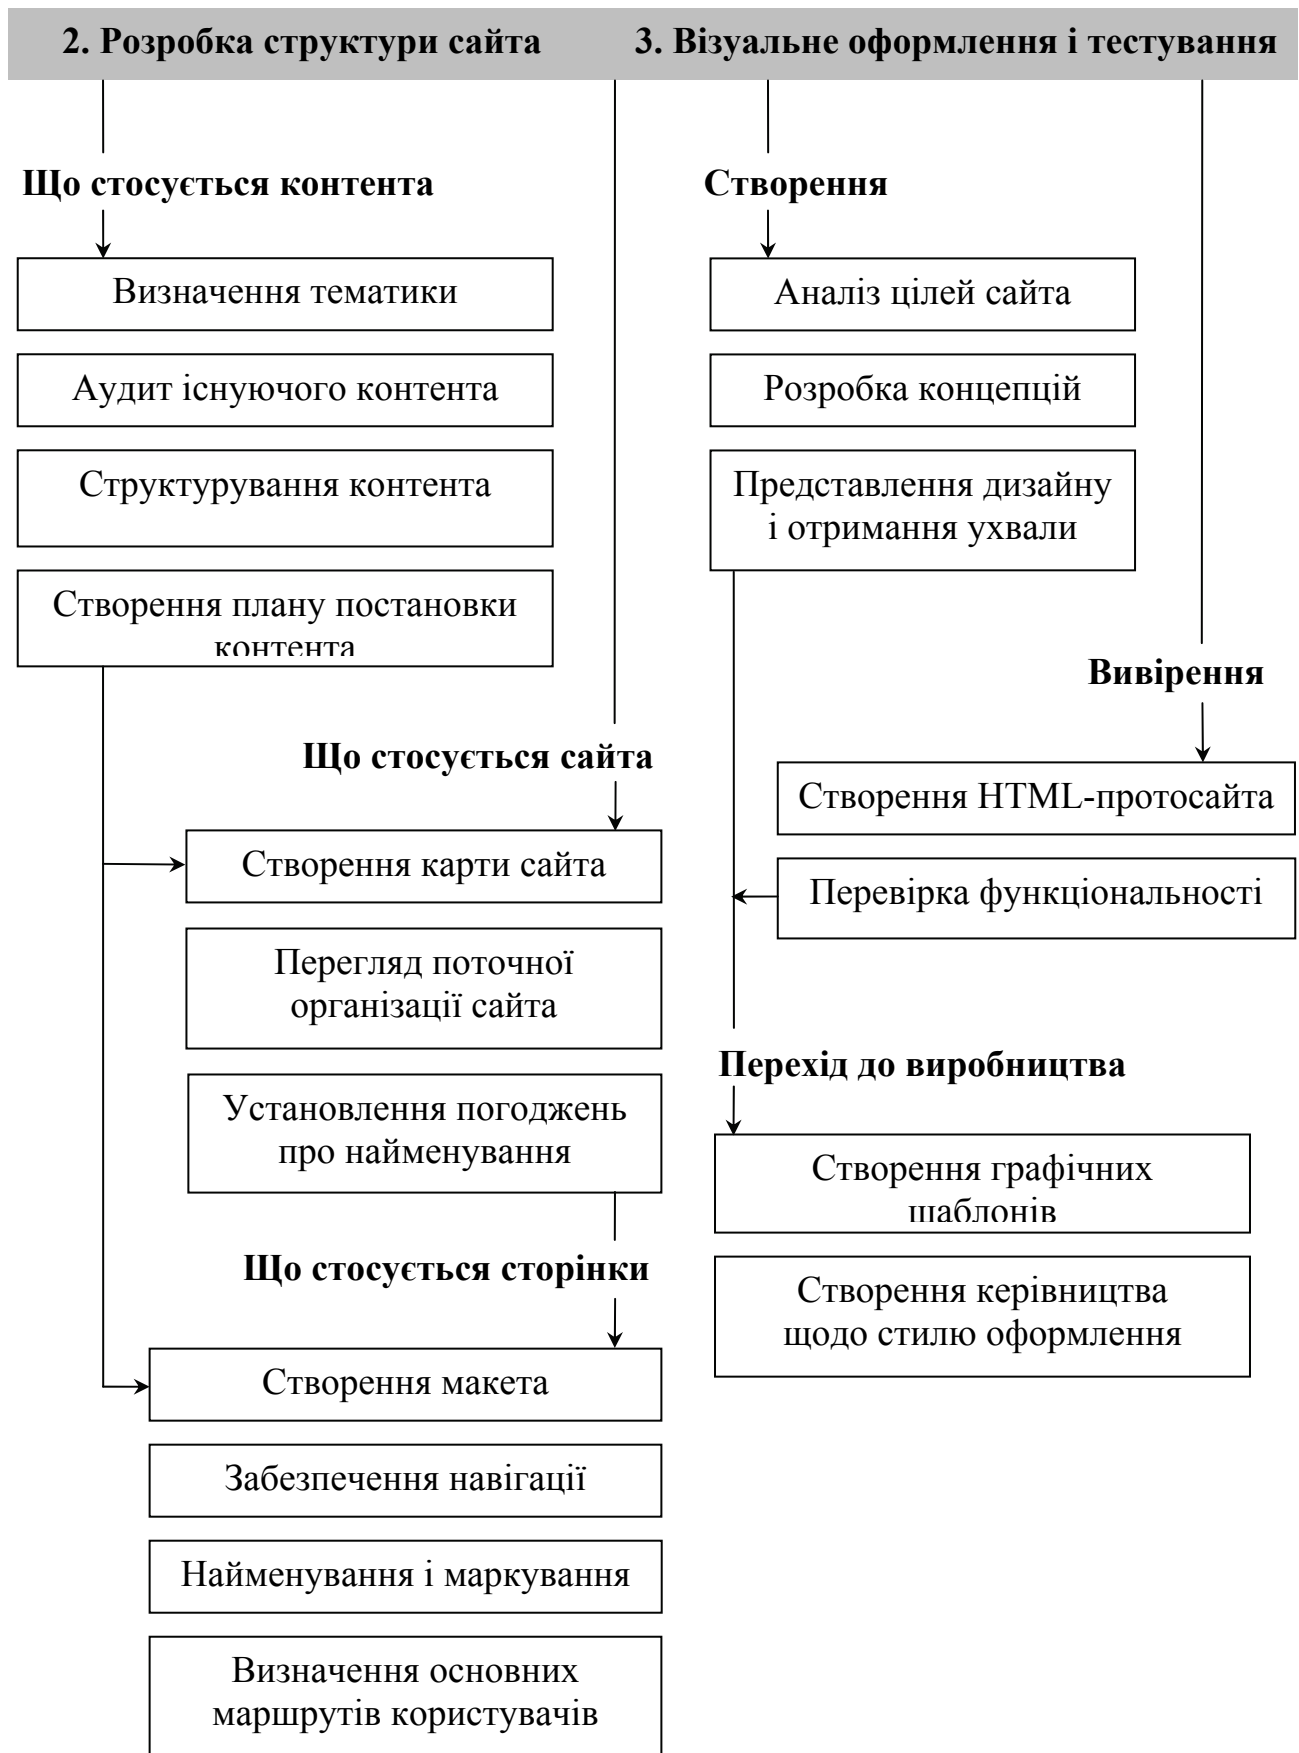 2. Розробка структури сайта
Що стосується контента
Визначення тематики
Аудит існуючого контента
Структурування контента
Створення плану постановки
контента
Що стосується сайта
Створення карти сайта
Перегляд поточної
організації сайта
Установлення погоджень
про найменування
Що стосується сторінки
Створення макета
Забезпечення навігації
Найменування і маркування
Визначення основних
маршрутів користувачів
3. Візуальне оформлення і тестування
Створення
Аналіз цілей сайта
Розробка концепцій
Представлення дизайну
і отримання ухвали
Вивірення
Створення HTML-протосайта
Перевірка функціональності
Перехід до виробництва
Створення графічних
шаблонів
Створення керівництва
щодо стилю оформлення